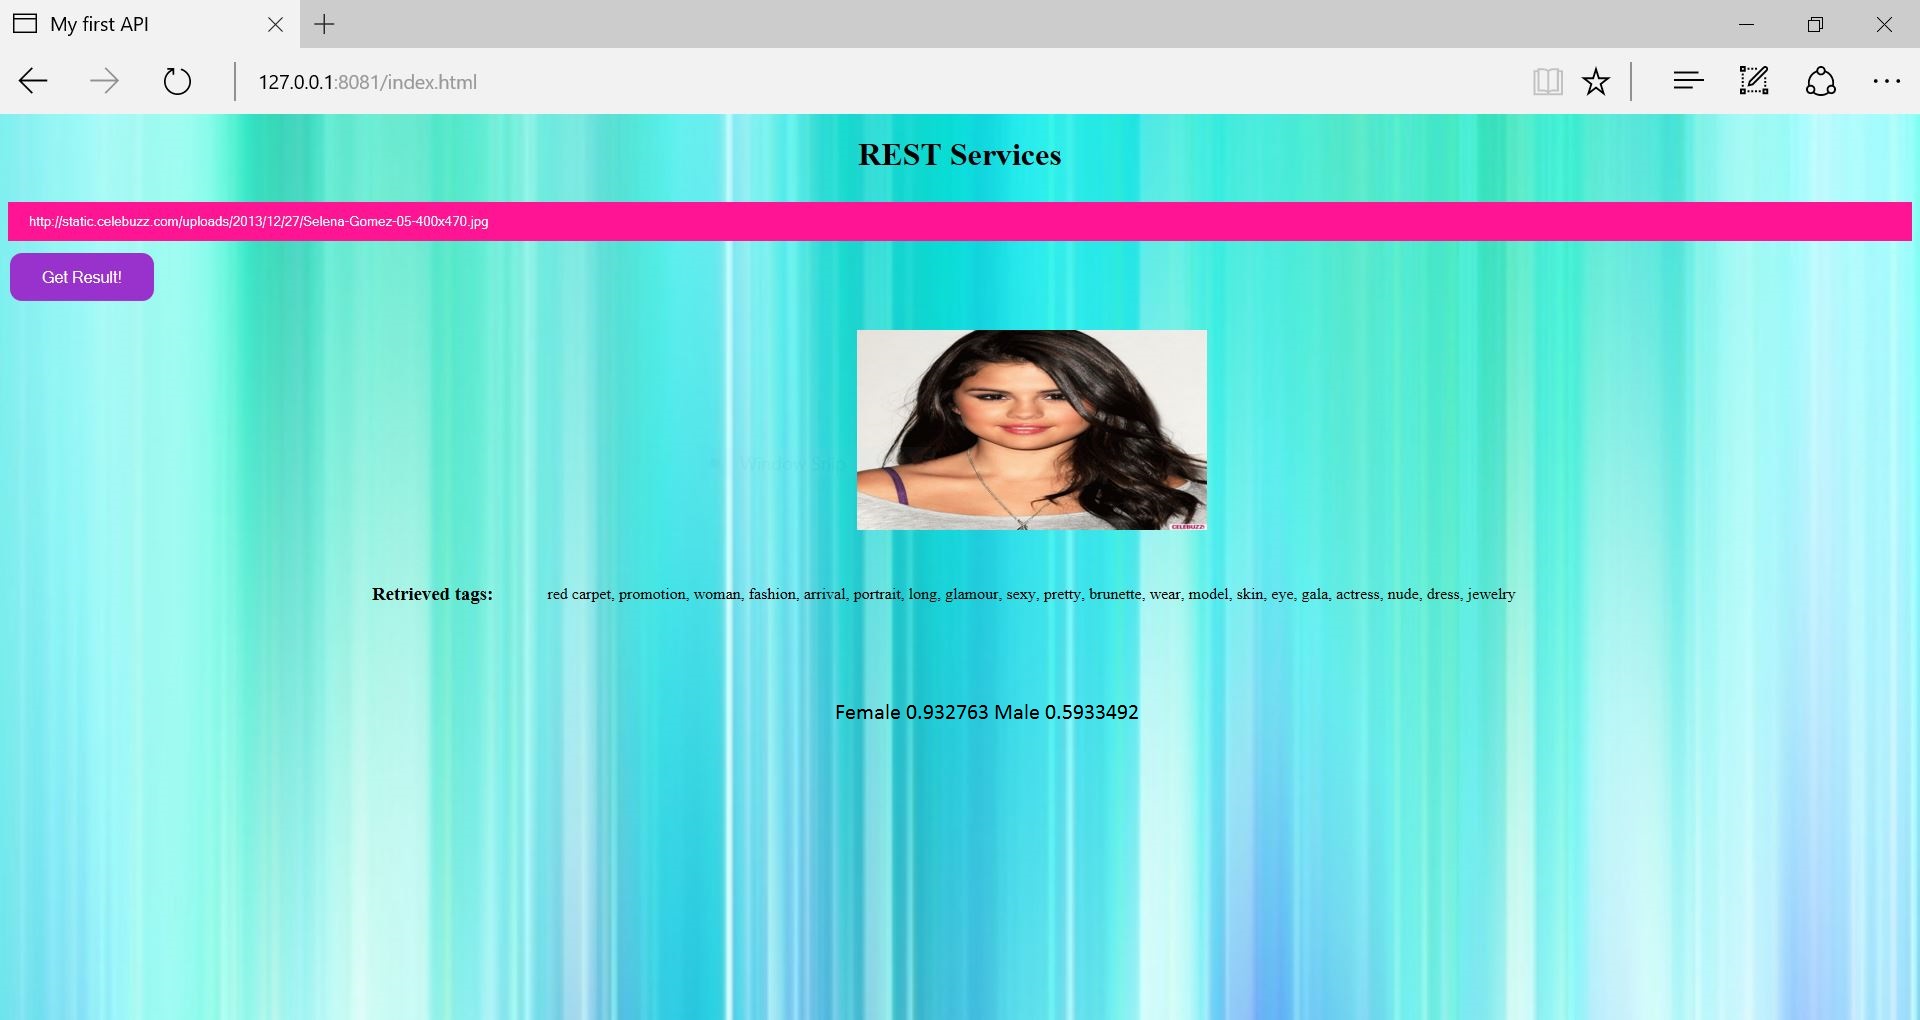 My first API
127.0.0.1:8081/index.html
REST Services
http://static.celebuzz.com/uploads/2013/12/27/Selena-Gomez-05-400x470.jpg
Get Result!
Window Snip
CELEBUZZ!
Retrieved tags: red carpet, promotion, woman, fashion, arrival, portrait, long, glamour, sexy, pretty, brunette, wear, model, skin, eye, gala, actress, nude, dress, jewelry
Female 0.932763 Male 0.5933492